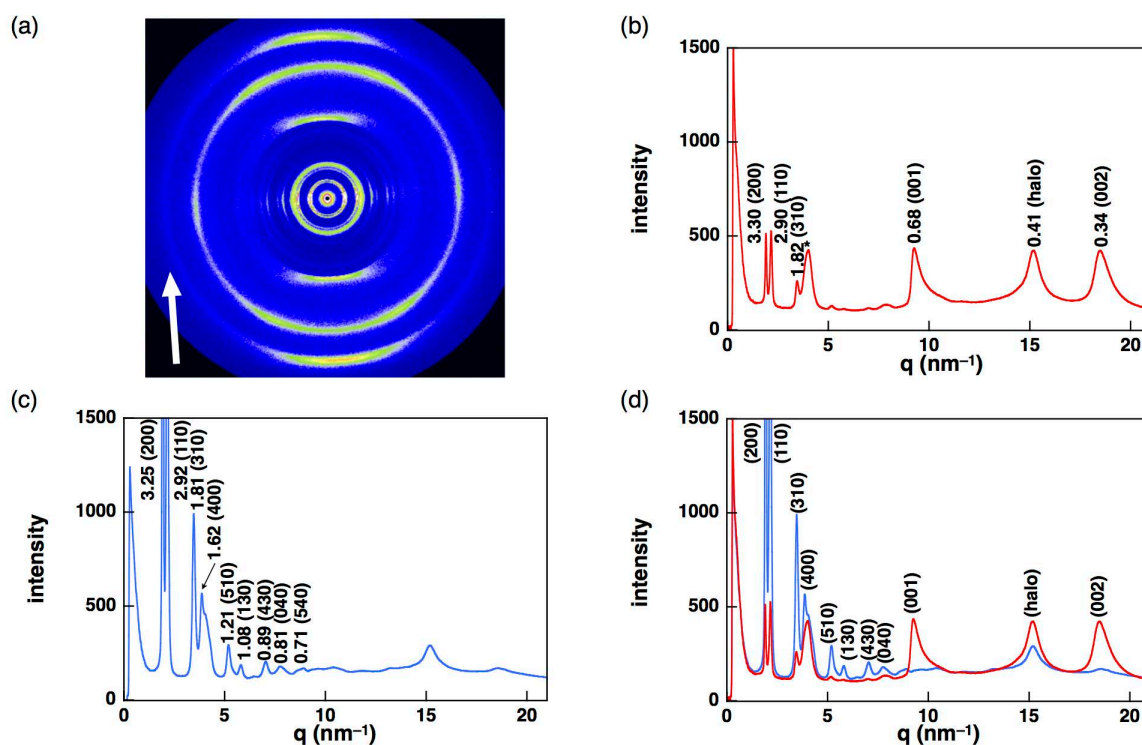 (a)
(b)
1500
1000
500
0
intensity
3.30 (200)
2.90 (110)
1.82 (310)
*
0.68 (001)
0.41 (halo)
0.34 (002)
0 5 10 15 20
q (nm⁻¹)
(c)
1500
1000
500
0
intensity
3.25 (200)
2.92 (110)
1.81 (310)
1.62 (400)
1.21 (510)
1.08 (130)
0.89 (430)
0.81 (040)
0.71 (540)
0 5 10 15 20
q (nm⁻¹)
(d)
1500
1000
500
0
intensity
(200)
(110)
(310)
(400)
(510)
(130)
(430)
(040)
(001)
(halo)
(002)
0 5 10 15 20
q (nm⁻¹)